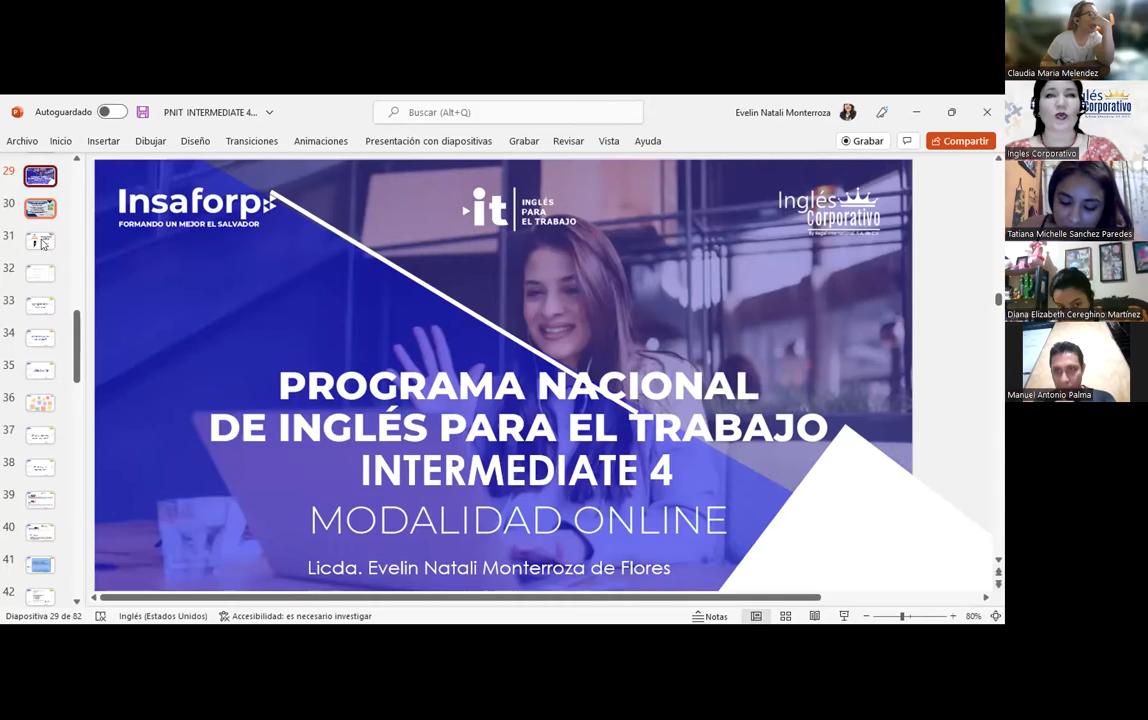 Autoguardado
PNIT INTERMEDIATE 4...
Buscar (Alt+Q)
Evelin Natali Monterroza
Archivo Inicio Insertar Dibujar Diseño Transiciones Animaciones Presentación con diapositivas Grabar Revisar Vista Ayuda
Grabar
Compartir
29
30
31
32
33
34
35
36
37
38
39
40
41
42
Insaforp
FORMANDO UN MEJOR EL SALVADOR
it INGLÉS
PARA
EL TRABAJO
Inglés
Corporativo
PROGRAMA NACIONAL
DE INGLÉS PARA EL TRABAJO
INTERMEDIATE 4
MODALIDAD ONLINE
Licda. Evelin Natali Monterroza de Flores
Diapositiva 29 de 82
Inglés (Estados Unidos)
Accesibilidad: es necesario investigar
Notas
80%
Claudia Maria Melendez
Ingles Corporativo
Tatiana Michelle Sanchez Paredes
Diana Elizabeth Cereghino Martínez
Manuel Antonio Palma